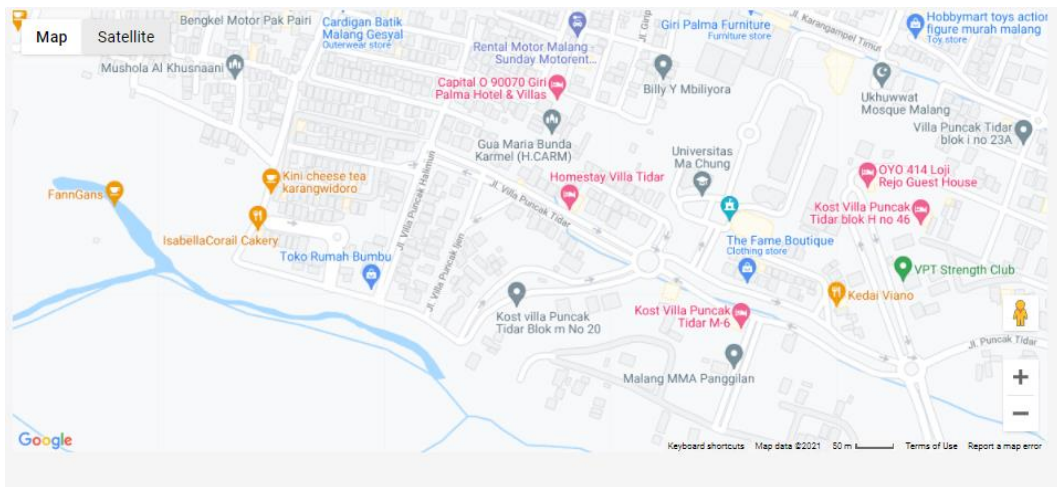 Map
Satellite
Bengkel Motor Pak Pairi
Cardigan Batik
Malang Gesyal
Outerwear store
Rental Motor Malang -
Sunday Motorent...
Jl. Girip
Giri Palma Furniture
Furniture store
Jl. Karangampel Timur
Hobbymart toys action
figure murah malang
Toy store
Mushola Al Khusnaani
Capital O 90070 Giri
Palma Hotel & Villas
Billy Y Mbiliyora
Ukhuwwat
Mosque Malang
Villa Puncak Tidar
blok i no 23A
Gua Maria Bunda
Karmel (H.CARM)
Universitas
Ma Chung
Kini cheese tea
karangwidoro
Homestay Villa Tidar
OYO 414 Loji
Rejo Guest House
FannGans
Jl. Villa Puncak Halimun
Jl. Villa Puncak Tidar
Kost Villa Puncak
Tidar blok H no 46
IsabellaCorail Cakery
Toko Rumah Bumbu
Jl. Villa Puncak Ijen
The Fame Boutique
Clothing store
VPT Strength Club
Kedai Viano
Kost villa Puncak
Tidar Blok m No 20
Kost Villa Puncak
Tidar M-6
Jl. Puncak Tidar
Malang MMA Panggilan
Google
Keyboard shortcuts
Map data ©2021
50 m
Terms of Use
Report a map error